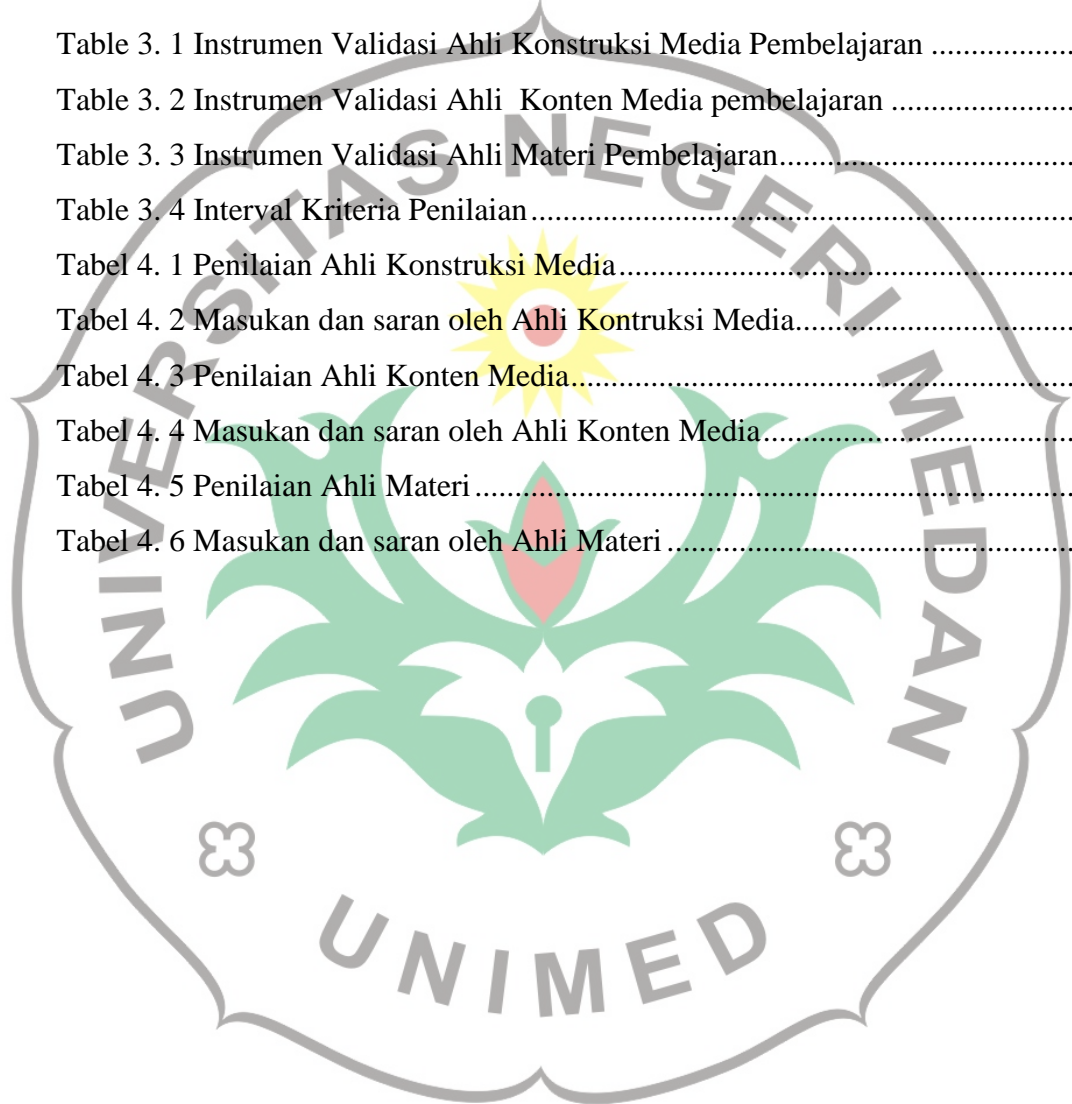 Table 3. 1 Instrumen Validasi Ahli Konstruksi Media Pembelajaran ..................
Table 3. 2 Instrumen Validasi Ahli  Konten Media pembelajaran ......................
Table 3. 3 Instrumen Validasi Ahli Materi Pembelajaran.....................................
Table 3. 4 Interval Kriteria Penilaian....................................................................
Tabel 4. 1 Penilaian Ahli Konstruksi Media.........................................................
Tabel 4. 2 Masukan dan saran oleh Ahli Kontruksi Media..................................
Tabel 4. 3 Penilaian Ahli Konten Media...............................................................
Tabel 4. 4 Masukan dan saran oleh Ahli Konten Media.......................................
Tabel 4. 5 Penilaian Ahli Materi...........................................................................
Tabel 4. 6 Masukan dan saran oleh Ahli Materi...................................................
UNIVERSITAS NEGERI MEDAN
UNIMED